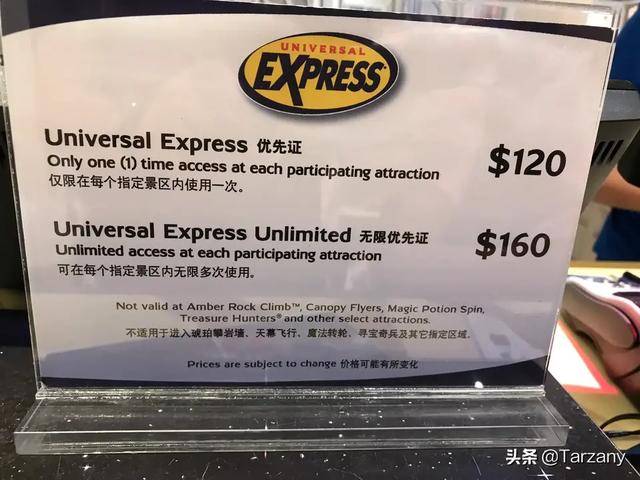 UNIVERSAL
EXPRESS
Universal Express 优先证
Only one (1) time access at each participating attraction
仅限在每个指定景区内使用一次。
$120
Universal Express Unlimited 无限优先证
Unlimited access at each participating attraction
可在每个指定景区内无限多次使用。
$160
Not valid at Amber Rock Climb™, Canopy Flyers, Magic Potion Spin,
Treasure Hunters® and other select attractions.
不适用于进入琥珀攀岩墙、天幕飞行、魔法转轮、寻宝奇兵及其它指定区域。
Prices are subject to change 价格可能有所变化
头条 @Tarzany